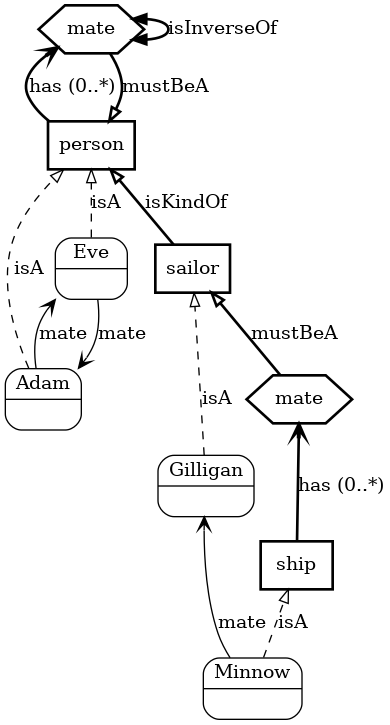 mate
isInverseOf
has (0..*)
mustBeA
person
isA
isKindOf
isA
Eve
sailor
mate
mate
mustBeA
Adam
isA
mate
Gilligan
has (0..*)
ship
mate
isA
Minnow